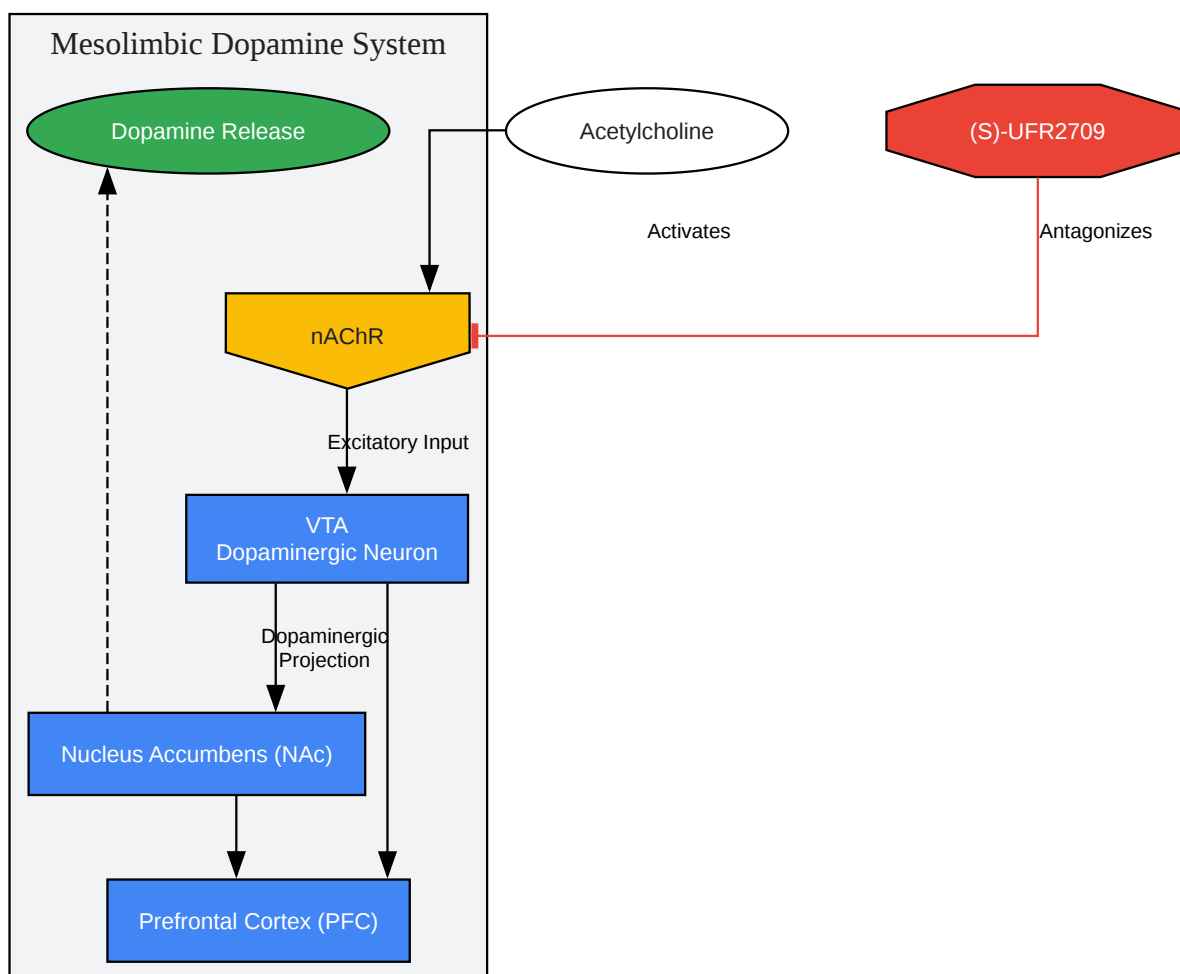 Mesolimbic Dopamine System
Dopamine Release
Acetylcholine
(S)-UFR2709
Activates
Antagonizes
nAChR
Excitatory Input
VTA
Dopaminergic Neuron
Dopaminergic
Projection
Nucleus Accumbens (NAc)
Prefrontal Cortex (PFC)